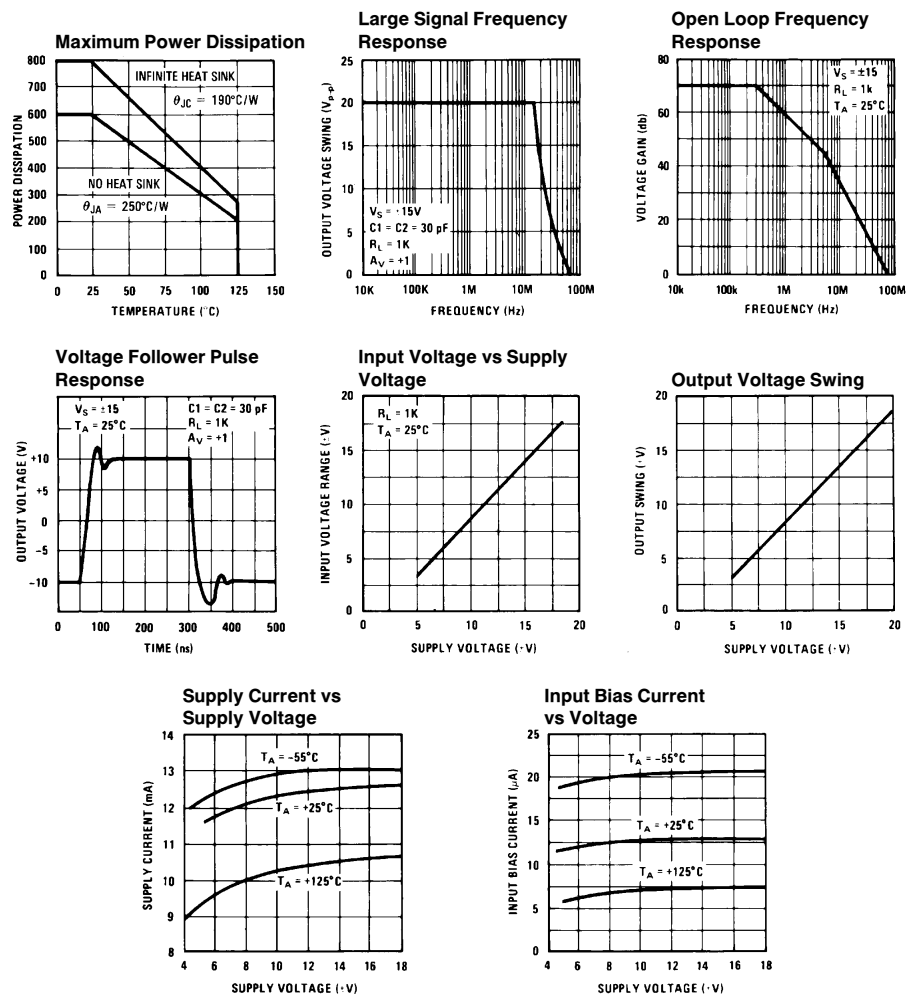 Maximum Power Dissipation
POWER DISSIPATION
800
700
600
500
400
300
200
100
0
INFINITE HEAT SINK
θJC = 190°C/W
NO HEAT SINK
θJA = 250°C/W
0 25 50 75 100 125 150
TEMPERATURE (°C)
Large Signal Frequency
Response
OUTPUT VOLTAGE SWING (Vp-p)
25
20
15
10
5
0
VS = ·15V
C1 = C2 = 30 pF
RL = 1K
AV = +1
10K 100K 1M 10M 100M
FREQUENCY (Hz)
Open Loop Frequency
Response
VOLTAGE GAIN (db)
80
60
40
20
0
VS = ±15
RL = 1k
TA = 25°C
10k 100k 1M 10M 100M
FREQUENCY (Hz)
Voltage Follower Pulse
Response
OUTPUT VOLTAGE (V)
+10
+5
0
−5
−10
VS = ±15
TA = 25°C
C1 = C2 = 30 pF
RL = 1K
AV = +1
0 100 200 300 400 500
TIME (ns)
Input Voltage vs Supply
Voltage
INPUT VOLTAGE RANGE (±V)
20
15
10
5
0
RL = 1K
TA = 25°C
0 5 10 15 20
SUPPLY VOLTAGE (·V)
Output Voltage Swing
OUTPUT SWING (·V)
20
15
10
5
0
0 5 10 15 20
SUPPLY VOLTAGE (·V)
Supply Current vs
Supply Voltage
SUPPLY CURRENT (mA)
14
13
12
11
10
9
8
TA = −55°C
TA = +25°C
TA = +125°C
4 6 8 10 12 14 16 18
SUPPLY VOLTAGE (·V)
Input Bias Current
vs Voltage
INPUT BIAS CURRENT (μA)
25
20
15
10
5
0
TA = −55°C
TA = +25°C
TA = +125°C
4 6 8 10 12 14 16 18
SUPPLY VOLTAGE (·V)